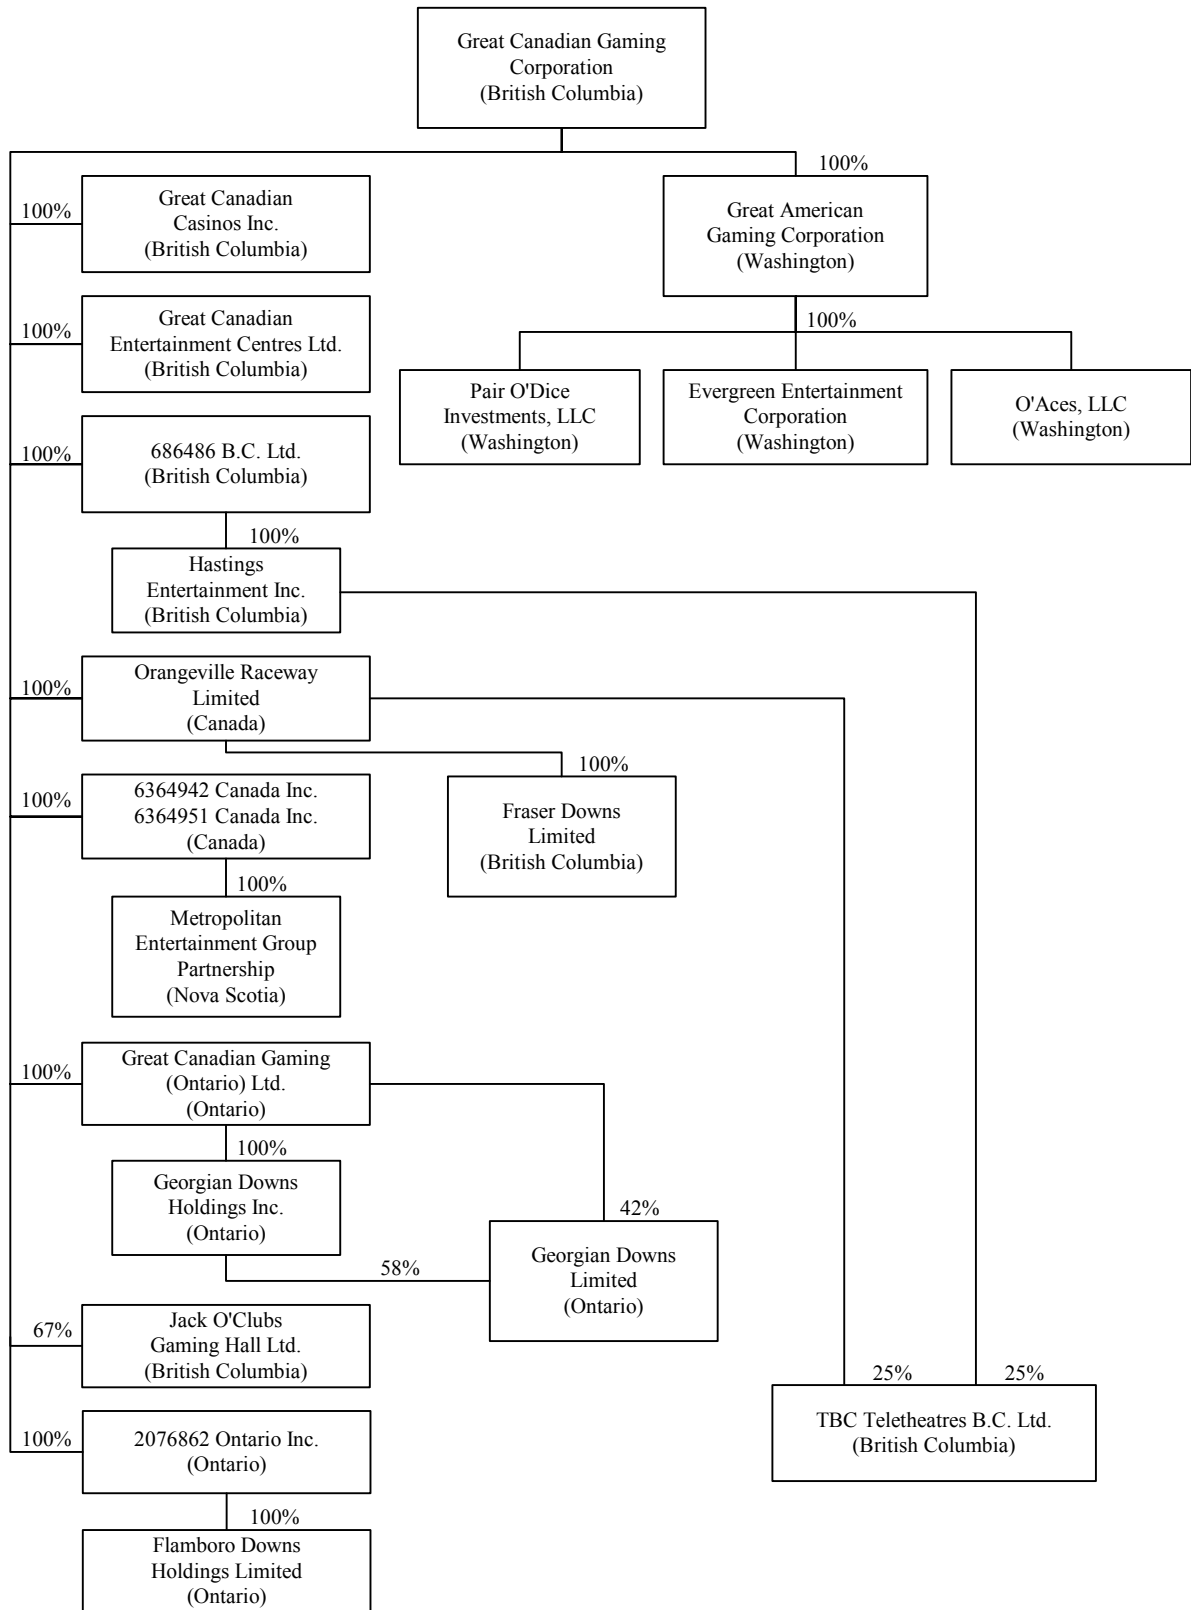 Great Canadian Gaming
Corporation
(British Columbia)
100%
100%
Great Canadian
Casinos Inc.
(British Columbia)
Great American
Gaming Corporation
(Washington)
100%
Great Canadian
Entertainment Centres Ltd.
(British Columbia)
100%
Pair O'Dice
Investments, LLC
(Washington)
Evergreen Entertainment
Corporation
(Washington)
O'Aces, LLC
(Washington)
100%
686486 B.C. Ltd.
(British Columbia)
100%
Hastings
Entertainment Inc.
(British Columbia)
100%
Orangeville Raceway
Limited
(Canada)
100%
Fraser Downs
Limited
(British Columbia)
100%
6364942 Canada Inc.
6364951 Canada Inc.
(Canada)
100%
Metropolitan
Entertainment Group
Partnership
(Nova Scotia)
100%
Great Canadian Gaming
(Ontario) Ltd.
(Ontario)
100%
Georgian Downs
Holdings Inc.
(Ontario)
42%
58%
Georgian Downs
Limited
(Ontario)
67%
Jack O'Clubs
Gaming Hall Ltd.
(British Columbia)
25%
25%
TBC Teletheatres B.C. Ltd.
(British Columbia)
100%
2076862 Ontario Inc.
(Ontario)
100%
Flamboro Downs
Holdings Limited
(Ontario)